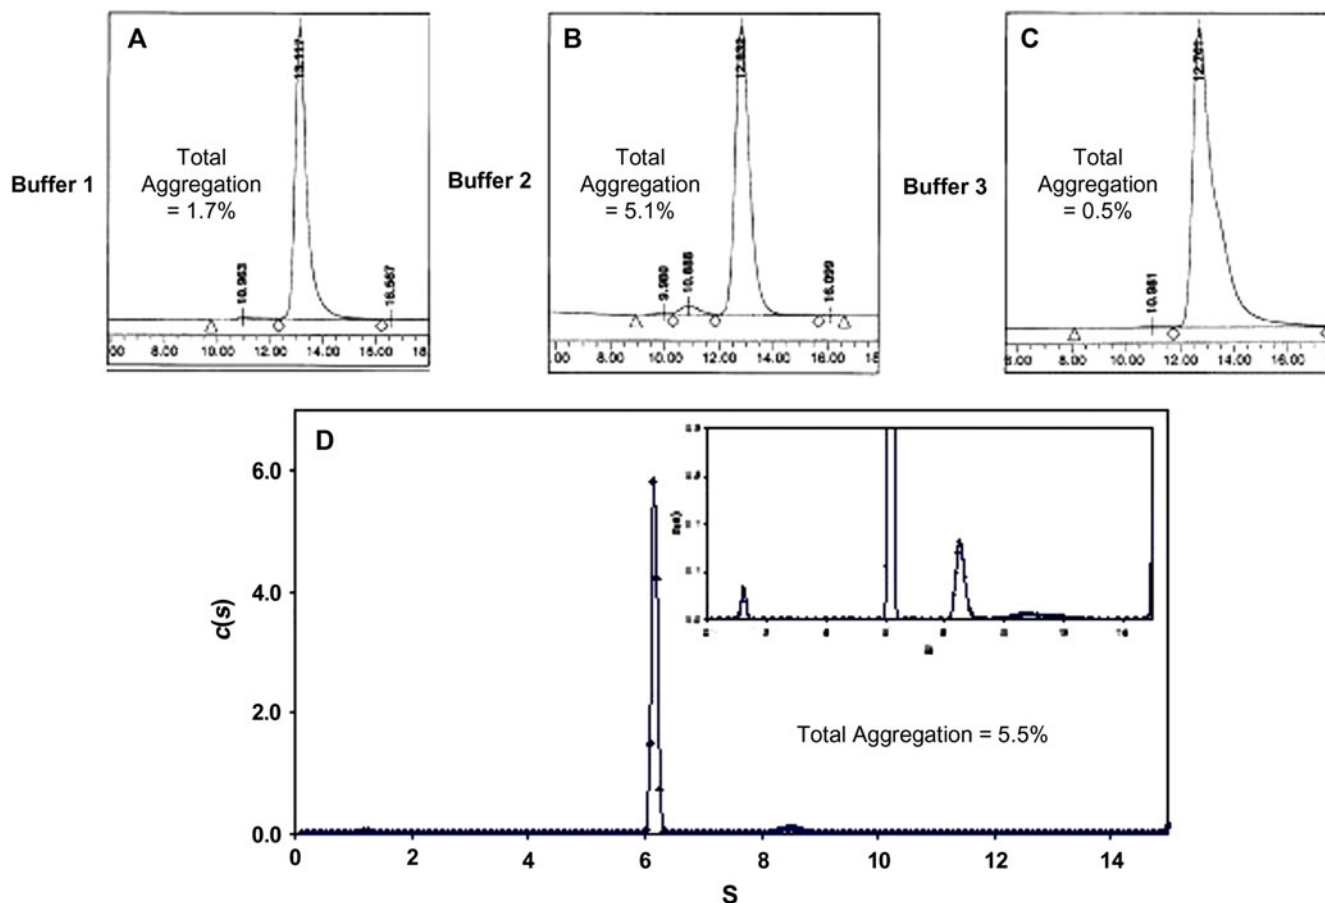 A
13.117
Total
Aggregation
= 1.7%
Buffer 1
10.963
16.567
10.00 12.00 14.00 16.00
B
12.832
Total
Aggregation
= 5.1%
Buffer 2
9.980
10.888
16.099
8.00 10.00 12.00 14.00 16.00
C
12.701
Total
Aggregation
= 0.5%
Buffer 3
10.981
8.00 10.00 12.00 14.00 16.00
D
6.0
4.0
2.0
0.0
c(s)
Total Aggregation = 5.5%
0 2 4 6 8 10 12 14
S